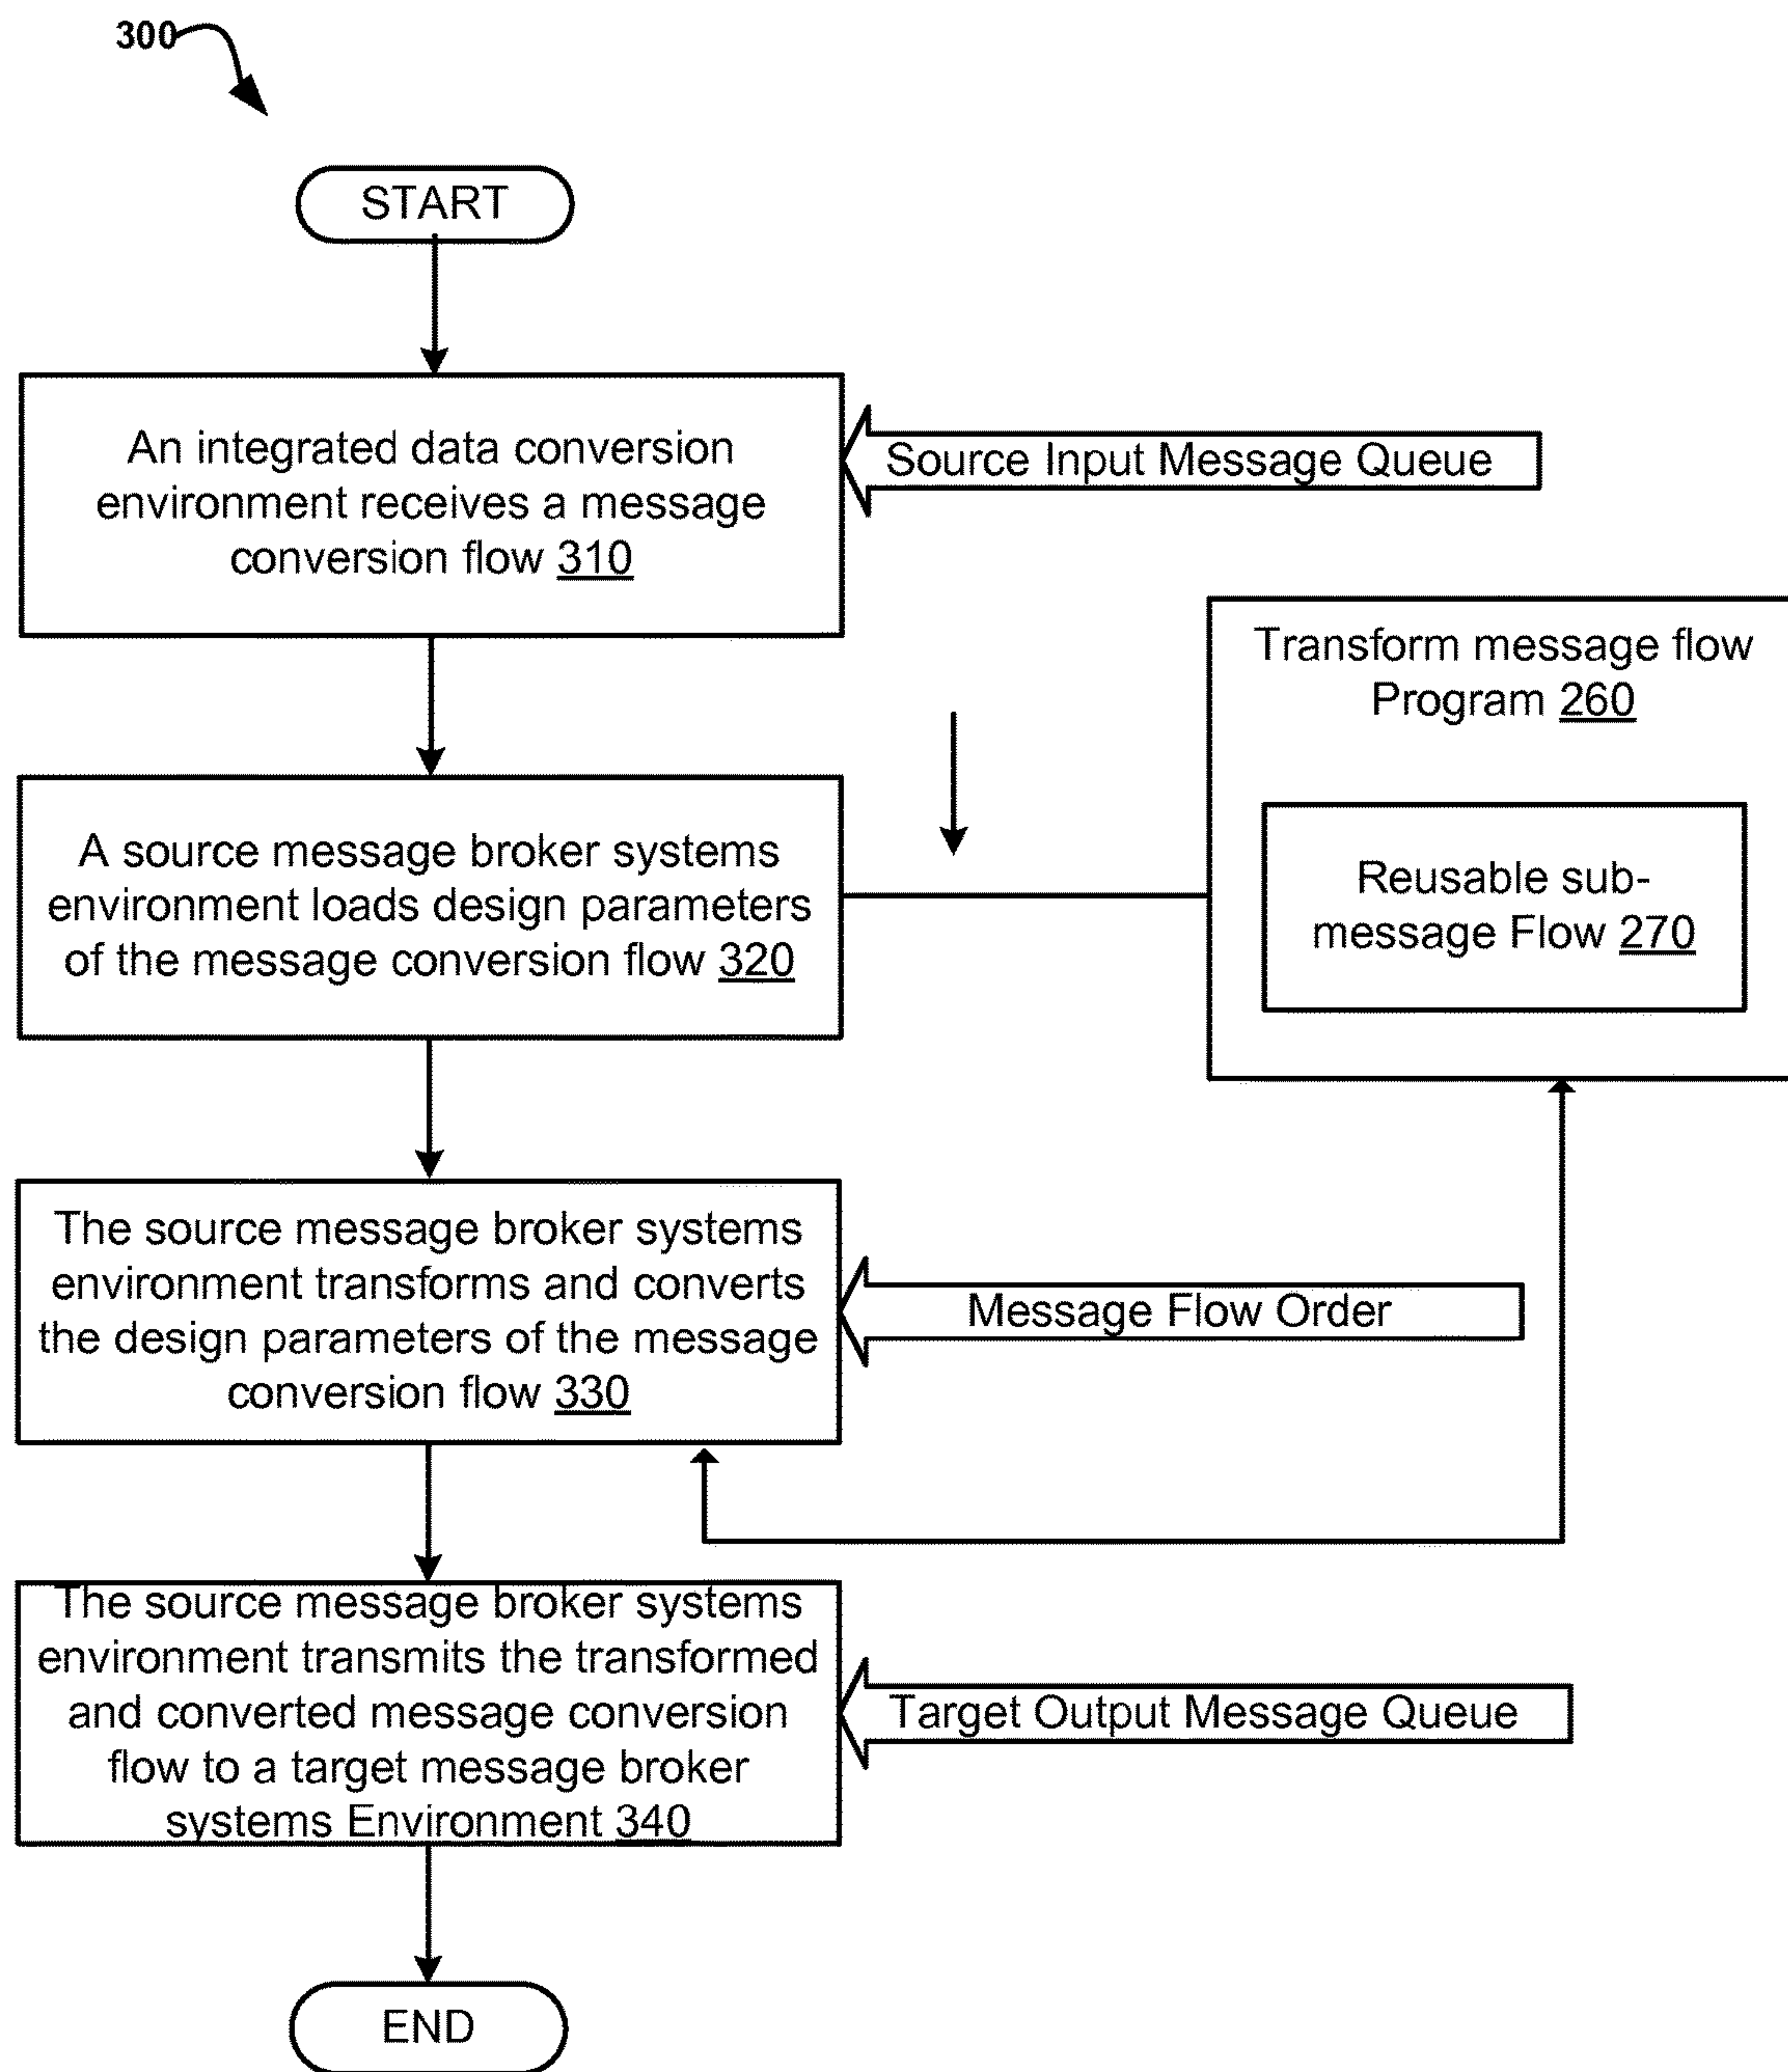 300
START
An integrated data conversion
environment receives a message
conversion flow 310
Source Input Message Queue
Transform message flow
Program 260
Reusable sub-
message Flow 270
A source message broker systems
environment loads design parameters
of the message conversion flow 320
The source message broker systems
environment transforms and converts
the design parameters of the message
conversion flow 330
Message Flow Order
The source message broker systems
environment transmits the transformed
and converted message conversion
flow to a target message broker
systems Environment 340
Target Output Message Queue
END